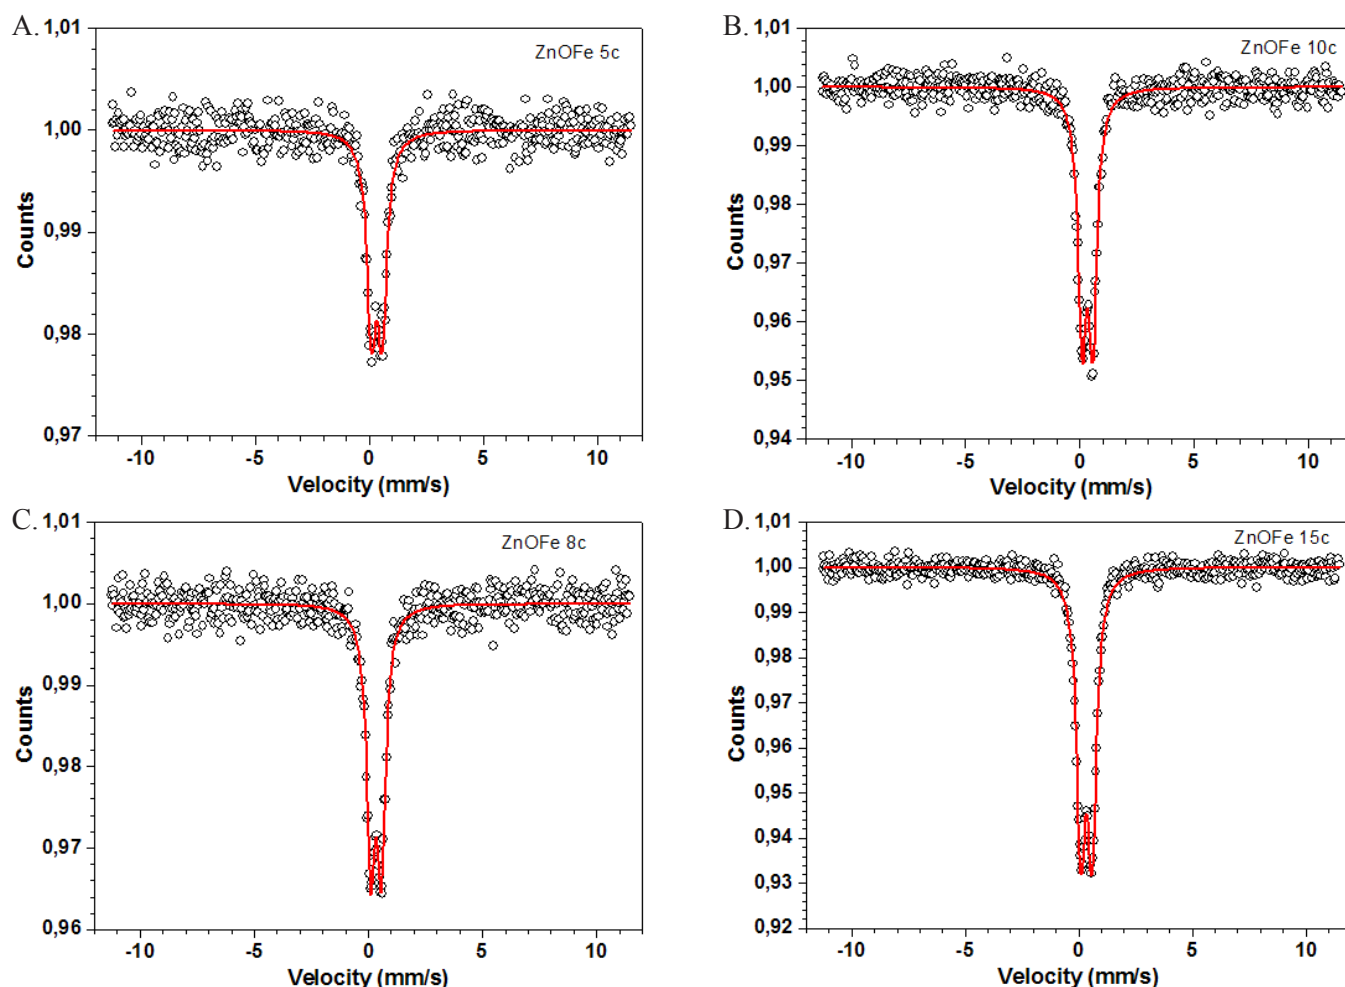 A.
ZnOFe 5c
1,01
1,00
0,99
0,98
0,97
Counts
-10 -5 0 5 10
Velocity (mm/s)
B.
ZnOFe 10c
1,01
1,00
0,99
0,98
0,97
0,96
0,95
0,94
Counts
-10 -5 0 5 10
Velocity (mm/s)
C.
ZnOFe 8c
1,01
1,00
0,99
0,98
0,97
0,96
Counts
-10 -5 0 5 10
Velocity (mm/s)
D.
ZnOFe 15c
1,01
1,00
0,99
0,98
0,97
0,96
0,95
0,94
0,93
0,92
Counts
-10 -5 0 5 10
Velocity (mm/s)